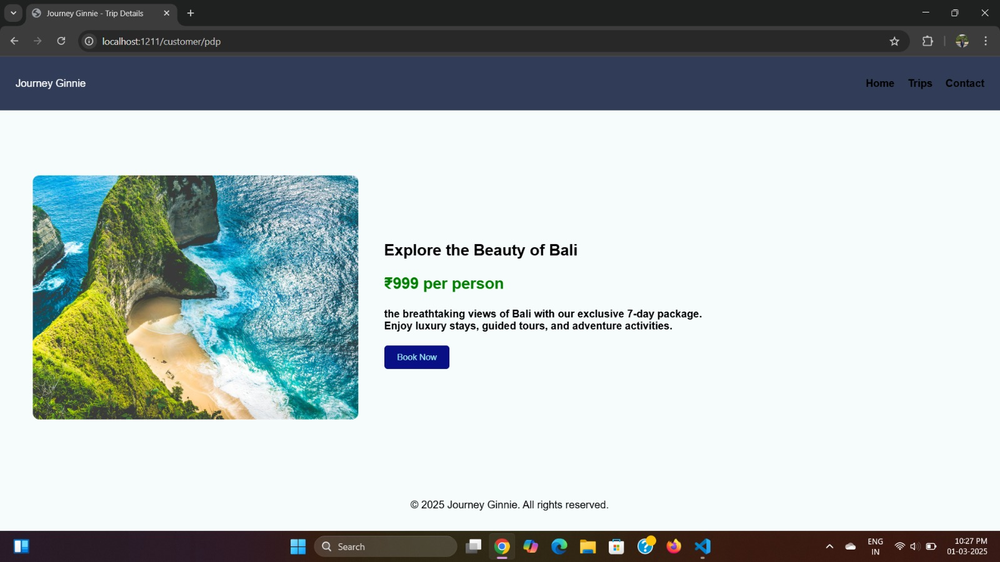 Journey Ginnie - Trip Details
localhost:1211/customer/pdp
Journey Ginnie
Home
Trips
Contact
Explore the Beauty of Bali
₹999 per person
the breathtaking views of Bali with our exclusive 7-day package.
Enjoy luxury stays, guided tours, and adventure activities.
Book Now
© 2025 Journey Ginnie. All rights reserved.
Search
ENG
IN
10:27 PM
01-03-2025